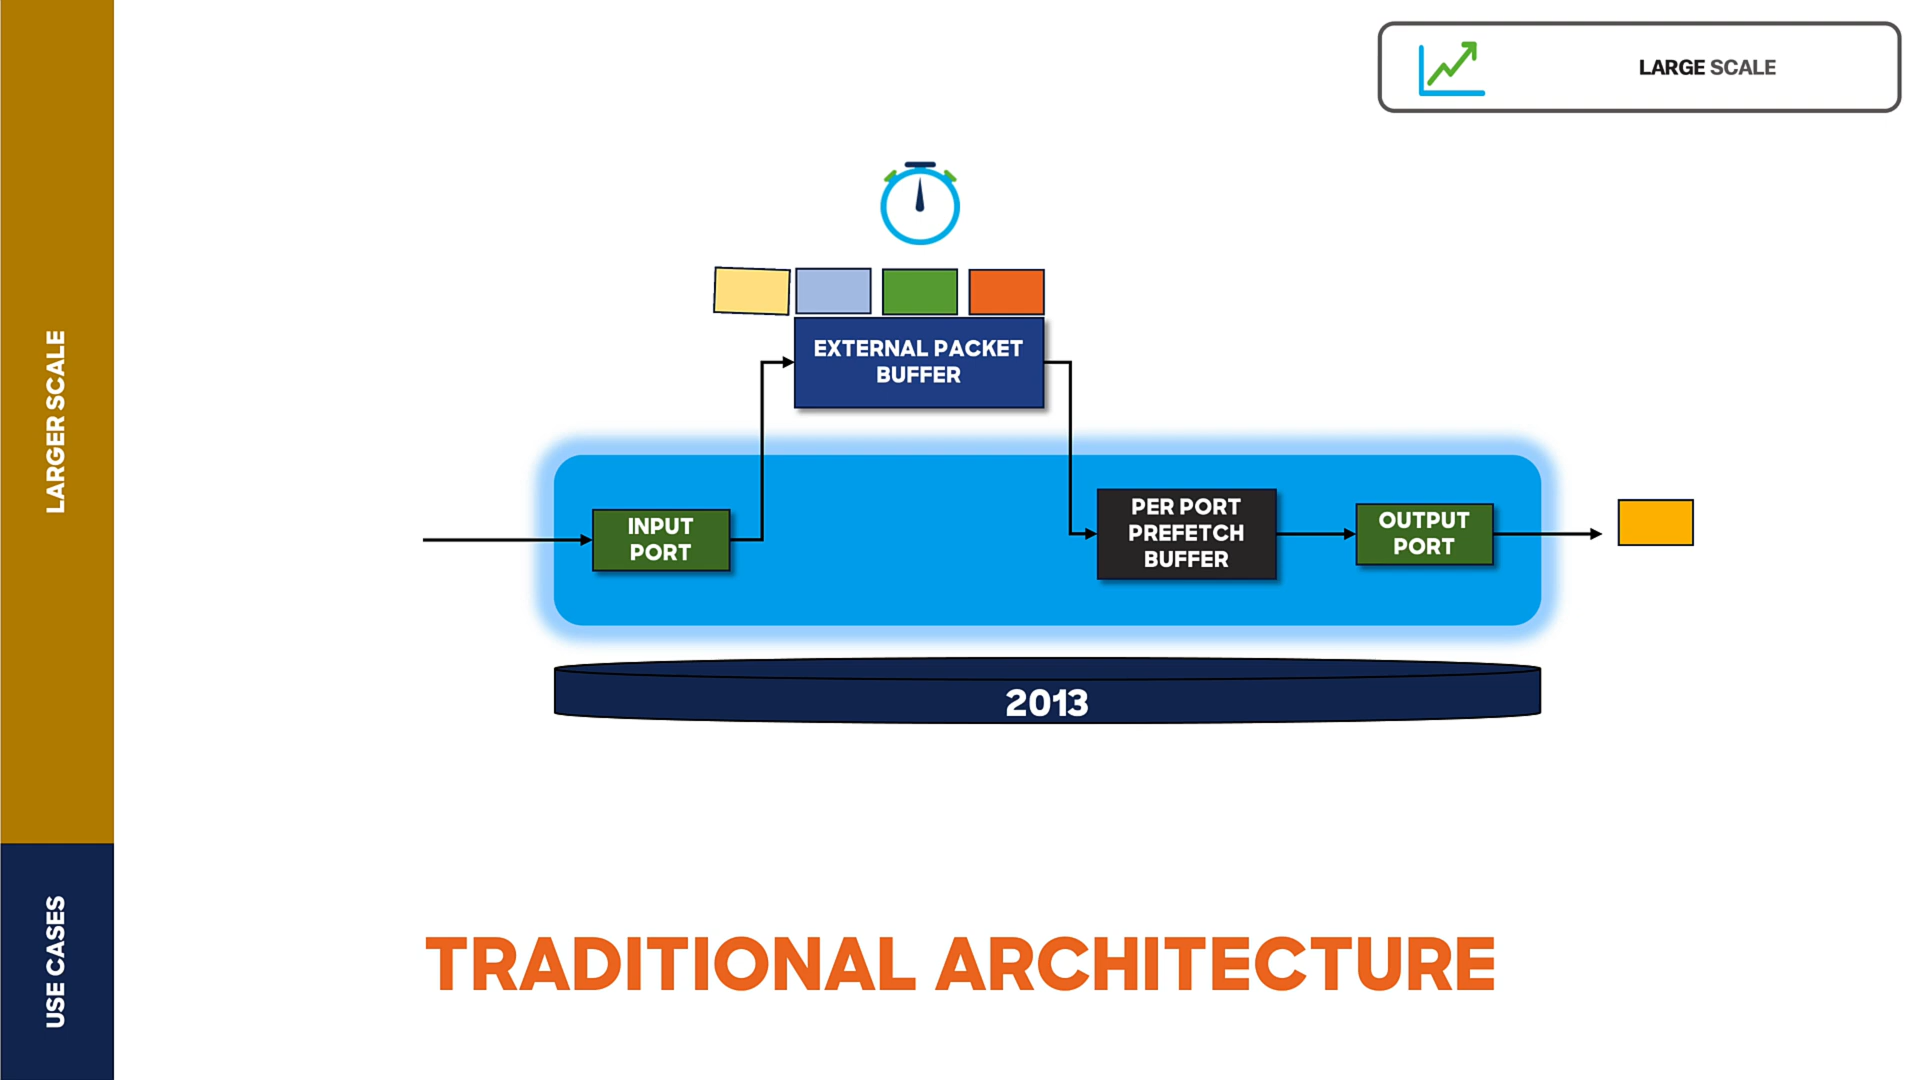 LARGE SCALE
LARGER SCALE
EXTERNAL PACKET
BUFFER
INPUT
PORT
PER PORT
PREFETCH
BUFFER
OUTPUT
PORT
2013
USE CASES
TRADITIONAL ARCHITECTURE